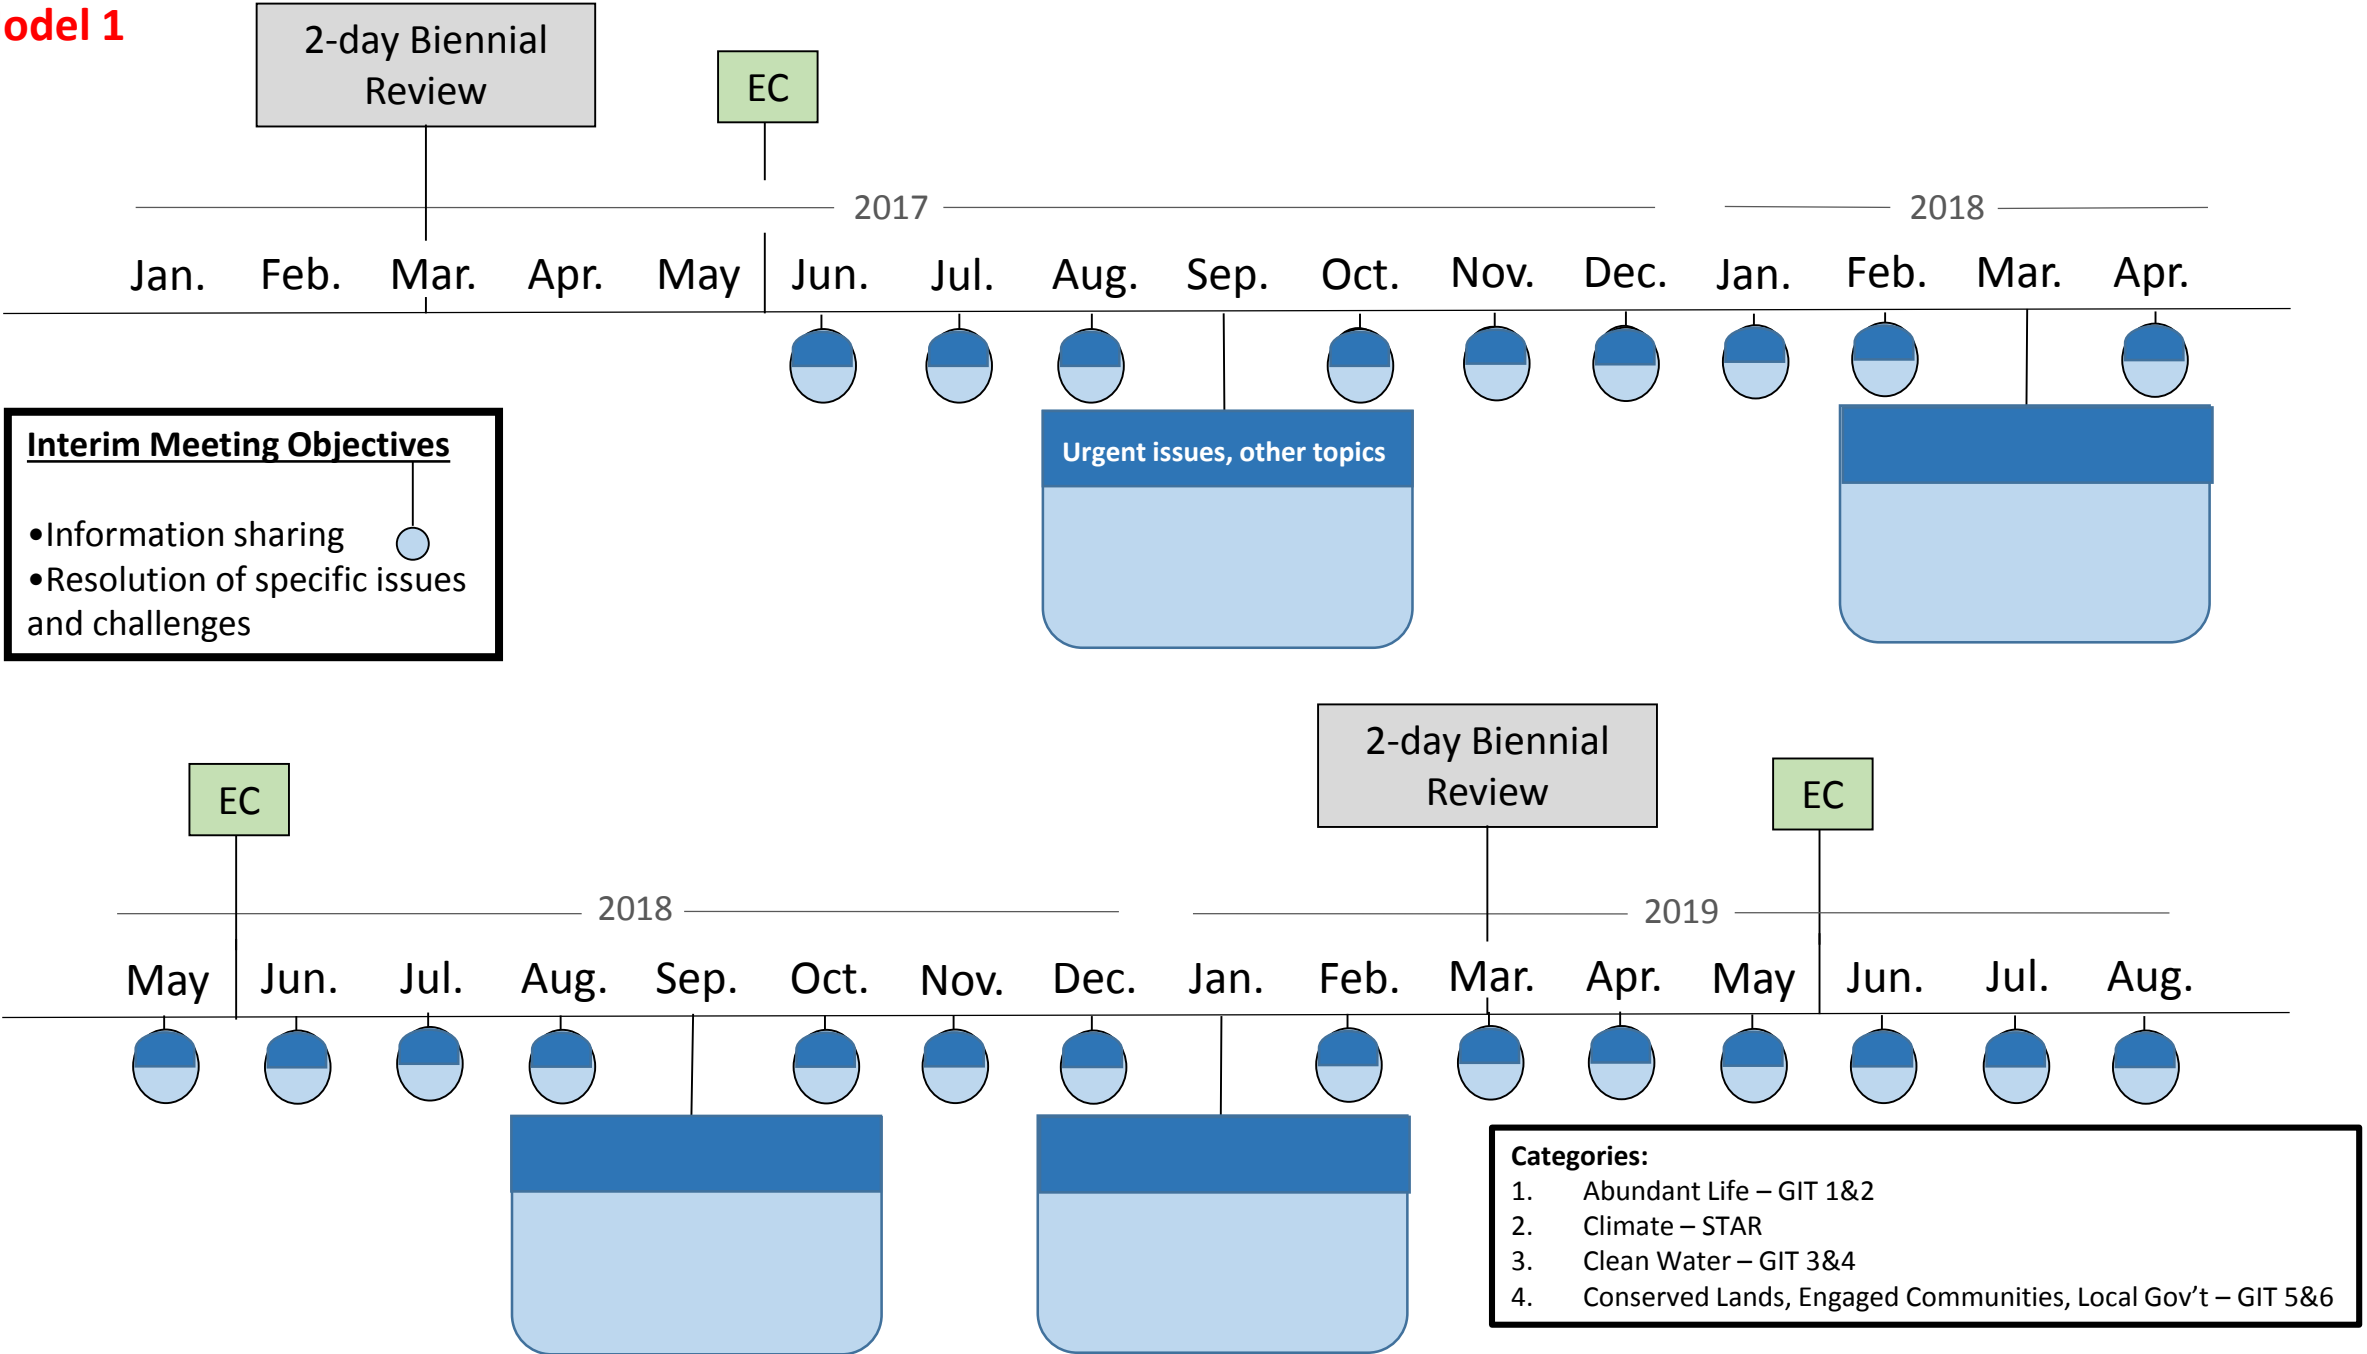 odel 1
2-day Biennial
Review
EC
2017
2018
Jan. Feb. Mar. Apr. May Jun. Jul. Aug. Sep. Oct. Nov. Dec. Jan. Feb. Mar. Apr.
Interim Meeting Objectives
•Information sharing
•Resolution of specific issues
and challenges
Urgent issues, other topics
2-day Biennial
Review
EC
EC
2018
2019
May Jun. Jul. Aug. Sep. Oct. Nov. Dec. Jan. Feb. Mar. Apr. May Jun. Jul. Aug.
Categories:
1. Abundant Life – GIT 1&2
2. Climate – STAR
3. Clean Water – GIT 3&4
4. Conserved Lands, Engaged Communities, Local Gov’t – GIT 5&6